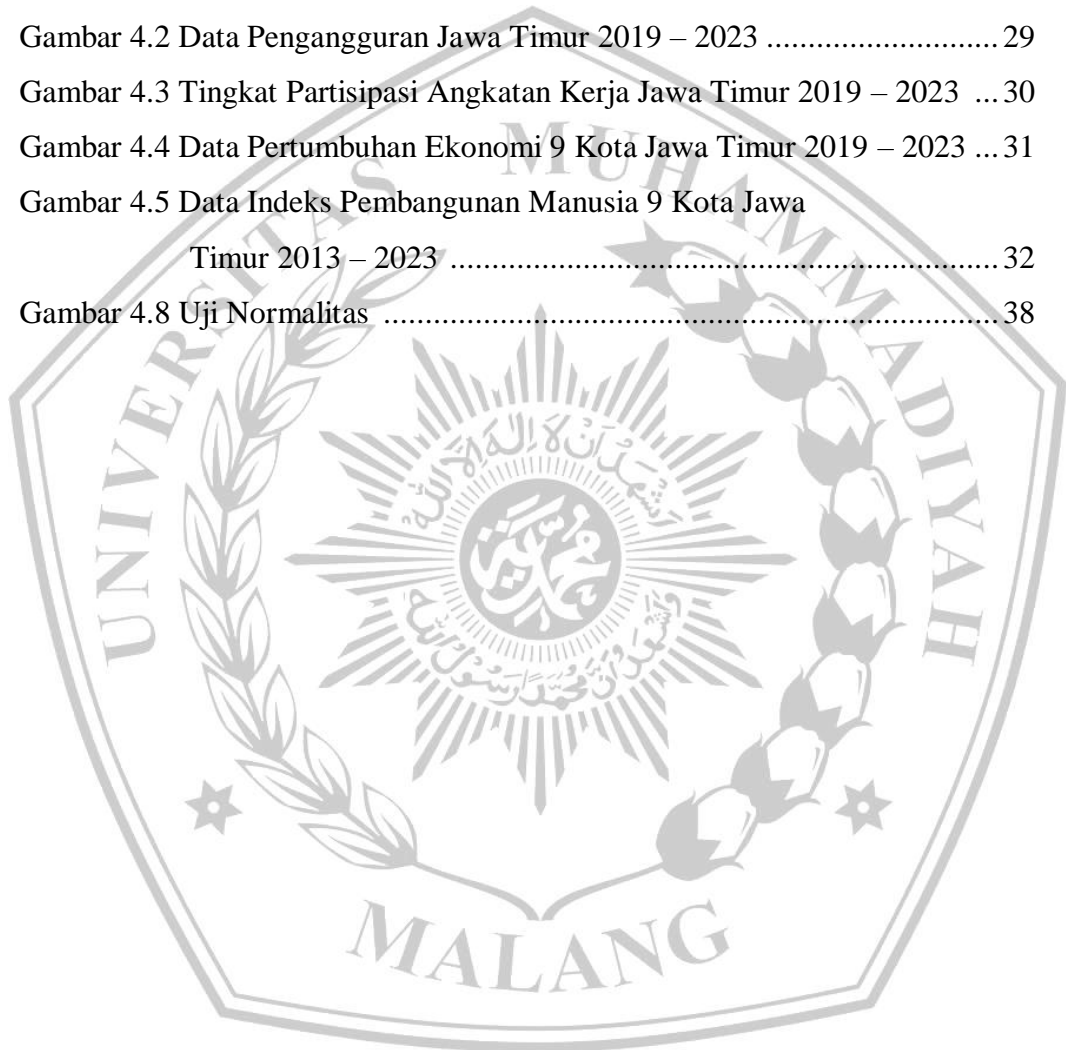 Gambar 4.2 Data Pengangguran Jawa Timur 2019 – 2023 ............................ 29
Gambar 4.3 Tingkat Partisipasi Angkatan Kerja Jawa Timur 2019 – 2023 ... 30
Gambar 4.4 Data Pertumbuhan Ekonomi 9 Kota Jawa Timur 2019 – 2023 ... 31
Gambar 4.5 Data Indeks Pembangunan Manusia 9 Kota Jawa
Timur 2013 – 2023 .................................................................. 32
Gambar 4.8 Uji Normalitas .......................................................................... 38
UNIVERSITAS MUHAMMADIYAH
MALANG